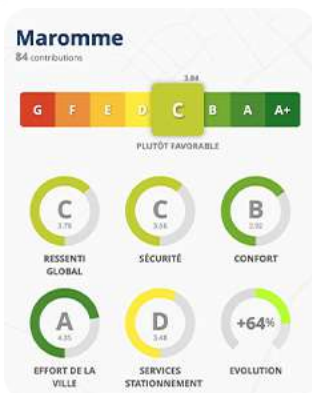 Maromme
84 contributions
3.84
G F E D C B A A+
PLUTÔT FAVORABLE
C C B
3.78 3.56 3.92
RESSENTI GLOBAL SÉCURITÉ CONFORT
A D +64%
4.35 3.48
EFFORT DE LA VILLE SERVICES STATIONNEMENT EVOLUTION